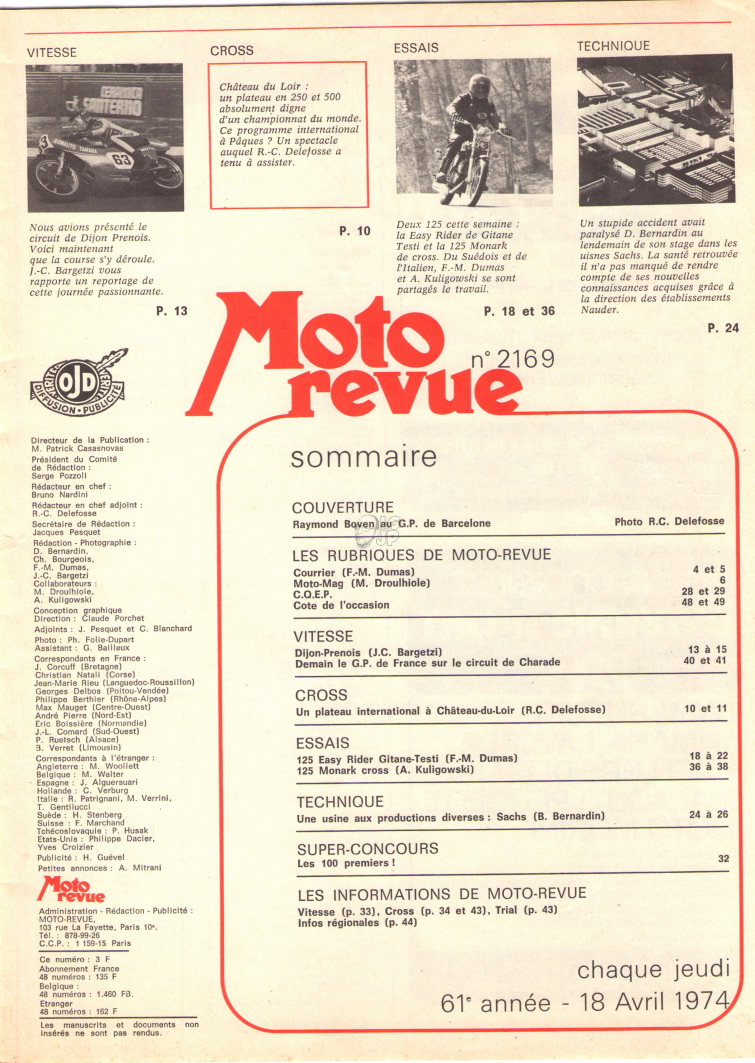 VITESSE
SANTERNO
SONAUTO YAMAHA
63
Nous avions présenté le
circuit de Dijon Prenois.
Voici maintenant
que la course s'y déroule.
J.-C. Bargetzi vous
rapporte un reportage de
cette journée passionnante.
P. 13
CROSS
Château du Loir :
un plateau en 250 et 500
absolument digne
d'un championnat du monde.
Ce programme international
à Pâques ? Un spectacle
auquel R.-C. Delefosse a
tenu à assister.
P. 10
ESSAIS
Deux 125 cette semaine :
la Easy Rider de Gitane
Testi et la 125 Monark
de cross. Du Suédois et de
l'Italien, F.-M. Dumas
et A. Kuligowski se sont
partagés le travail.
P. 18 et 36
TECHNIQUE
Un stupide accident avait
paralysé D. Bernardin au
lendemain de son stage dans les
uisnes Sachs. La santé retrouvée
il n'a pas manqué de rendre
compte de ses nouvelles
connaissances acquises grâce à
la direction des établissements
Nauder.
P. 24
Moto
revue
n° 2169
OJD
DIFFUSION • PUBLICITÉ
Directeur de la Publication :
M. Patrick Casasnovas
Président du Comité
de Rédaction :
Serge Pozzoli
Rédacteur en chef :
Bruno Nardini
Rédacteur en chef adjoint :
R.-C. Delefosse
Secrétaire de Rédaction :
Jacques Pesquet
Rédaction - Photographie :
D. Bernardin,
Ch. Bourgeois,
F.-M. Dumas,
J.-C. Bargetzi
Collaborateurs :
M. Droulhiole,
A. Kuligowski
Conception graphique
Direction : Claude Porchet
Adjoints : J. Pesquet et C. Blanchard
Photo : Ph. Folie-Dupart
Assistant : G. Bailleux
Correspondants en France :
J. Corcuff (Bretagne)
Christian Natali (Corse)
Jean-Marie Rieu (Languedoc-Roussillon)
Georges Delbos (Poitou-Vendée)
Philippe Berthier (Rhône-Alpes)
Max Mauget (Centre-Ouest)
André Pierre (Nord-Est)
Eric Boissière (Normandie)
J.-L. Comard (Sud-Ouest)
P. Ruetsch (Alsace)
B. Verret (Limousin)
Correspondants à l'étranger :
Angleterre : M. Woollett
Belgique : M. Walter
Espagne : J. Alguersuari
Hollande : C. Verburg
Italie : R. Patrignani, M. Verrini,
T. Gentilucci
Suède : H. Stenberg
Suisse : F. Marchand
Tchécoslovaquie : P. Husak
Etats-Unis : Philippe Dacier,
Yves Croizier
Publicité : H. Guével
Petites annonces : A. Mitrani
Moto
revue
Administration - Rédaction - Publicité :
MOTO-REVUE,
103 rue La Fayette, Paris 10e.
Tél. : 878-99-26
C.C.P. : 1 159-15 Paris
Ce numéro : 3 F
Abonnement France
48 numéros : 135 F
Belgique :
48 numéros : 1.460 FB.
Etranger
48 numéros : 162 F
Les manuscrits et documents non
insérés ne sont pas rendus.
sommaire
COUVERTURE
Raymond Boven au G.P. de Barcelone Photo R.C. Delefosse
LES RUBRIQUES DE MOTO-REVUE
Courrier (F.-M. Dumas) 4 et 5
Moto-Mag (M. Droulhiole) 6
C.Q.E.P. 28 et 29
Cote de l'occasion 48 et 49
VITESSE
Dijon-Prenois (J.C. Bargetzi) 13 à 15
Demain le G.P. de France sur le circuit de Charade 40 et 41
CROSS
Un plateau international à Château-du-Loir (R.C. Delefosse) 10 et 11
ESSAIS
125 Easy Rider Gitane-Testi (F.-M. Dumas) 18 à 22
125 Monark cross (A. Kuligowski) 36 à 38
TECHNIQUE
Une usine aux productions diverses : Sachs (B. Bernardin) 24 à 26
SUPER-CONCOURS
Les 100 premiers ! 32
LES INFORMATIONS DE MOTO-REVUE
Vitesse (p. 33), Cross (p. 34 et 43), Trial (p. 43)
Infos régionales (p. 44)
chaque jeudi
61e année - 18 Avril 1974